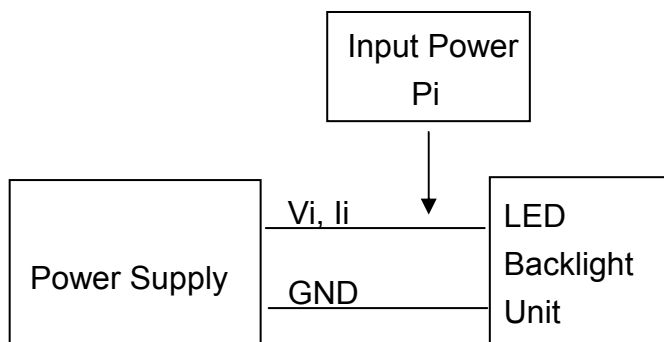 Input Power
Pi
Vi, Ii
LED
Backlight
Unit
Power Supply
GND